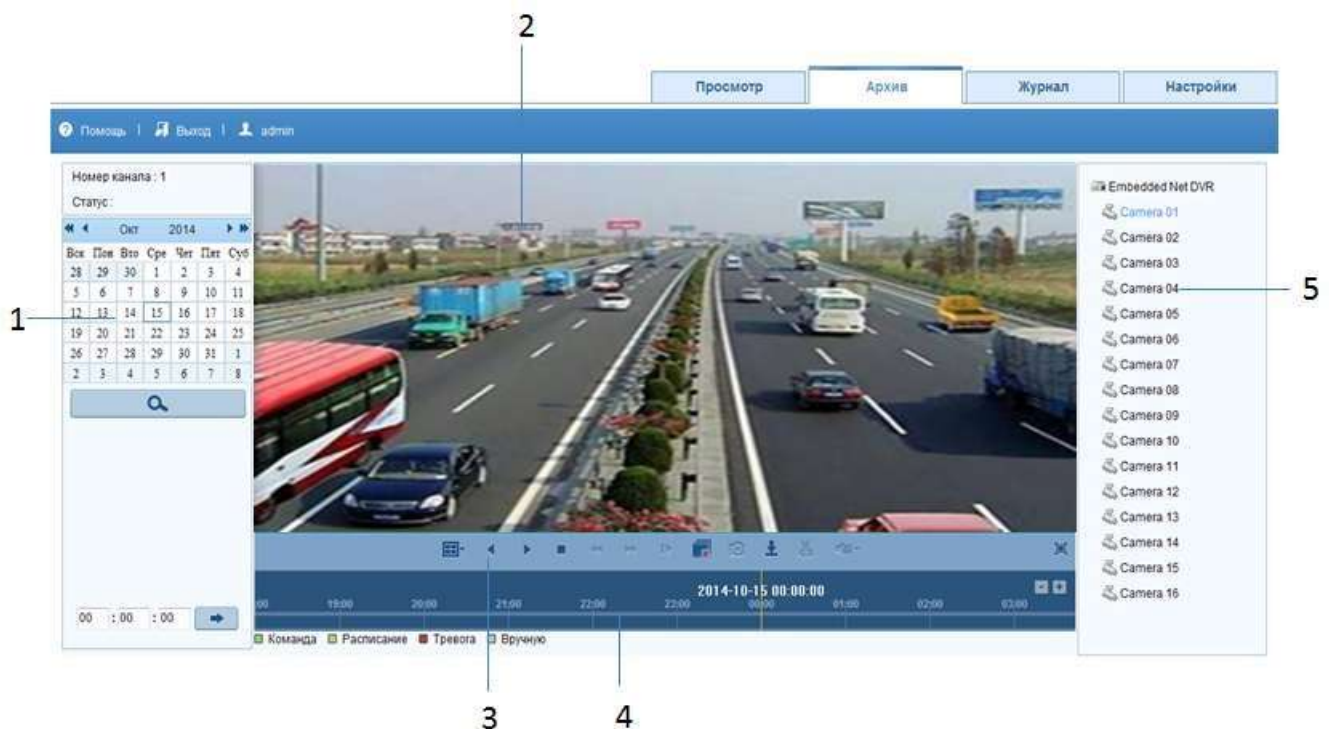 2
Просмотр Архив Журнал Настройки
Помощь | Выход | admin
Номер канала : 1
Статус :
Окт 2014
Вск Пон Вто Сре Чет Пят Суб
28 29 30 1 2 3 4
5 6 7 8 9 10 11
12 13 14 15 16 17 18
19 20 21 22 23 24 25
26 27 28 29 30 31 1
2 3 4 5 6 7 8
1
00 : 00 : 00
2014-10-15 00:00:00
:00 19:00 20:00 21:00 22:00 23:00 00:00 01:00 02:00 03:00
Команда Расписание Тревога Вручную
Embedded Net DVR
Camera 01
Camera 02
Camera 03
Camera 04
Camera 05
Camera 06
Camera 07
Camera 08
Camera 09
Camera 10
Camera 11
Camera 12
Camera 13
Camera 14
Camera 15
Camera 16
5
3
4